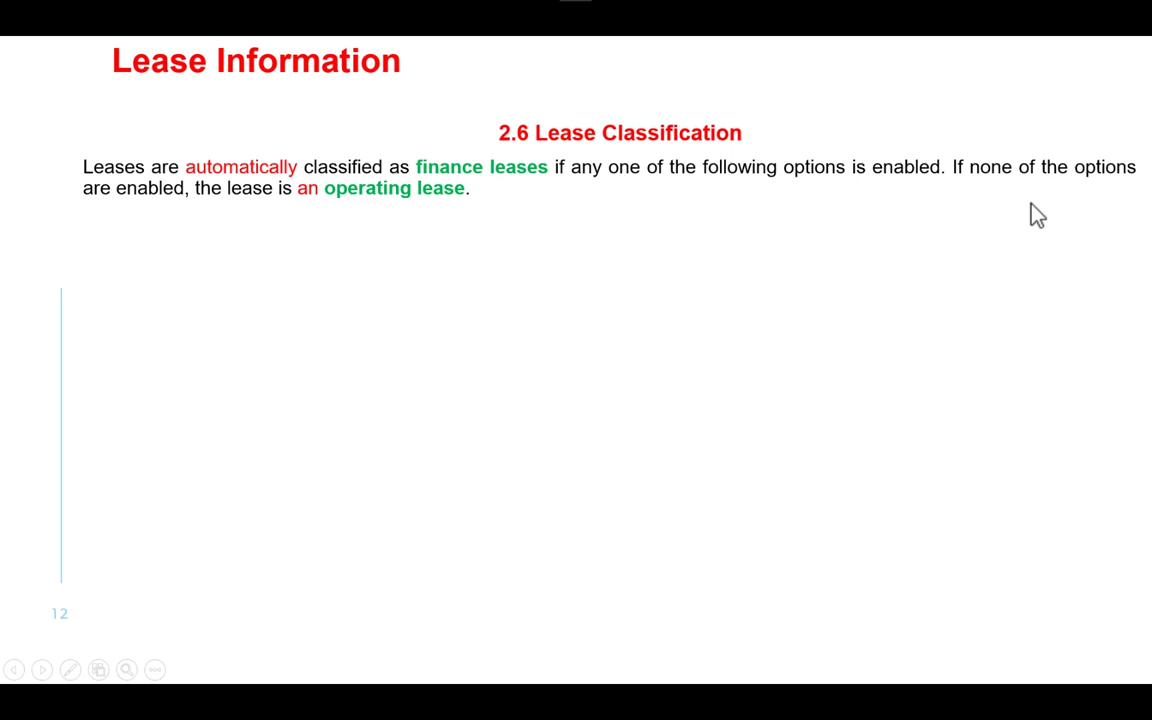 Lease Information
2.6 Lease Classification
Leases are automatically classified as finance leases if any one of the following options is enabled. If none of the options
are enabled, the lease is an operating lease.
12